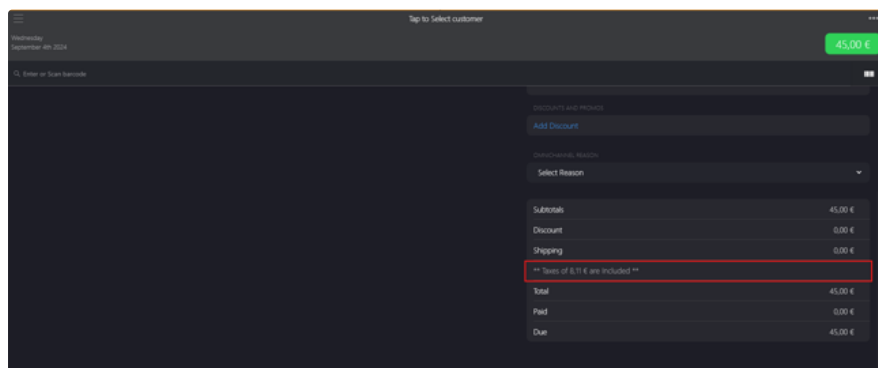 Tap to Select customer
Wednesday
September 4th 2024
45,00 €
Enter or Scan barcode
DISCOUNTS AND PROMOS
Add Discount
OMNICHANNEL REASON
Select Reason
Subtotals 45,00 €
Discount 0,00 €
Shipping 0,00 €
** Taxes of 8,11 € are Included **
Total 45,00 €
Paid 0,00 €
Due 45,00 €